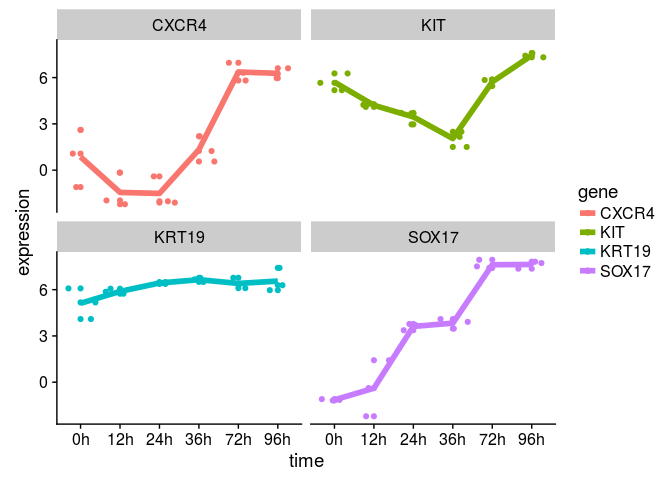 CXCR4 KIT
6
3
0
KRT19 SOX17
6
3
0
0h 12h 24h 36h 72h 96h 0h 12h 24h 36h 72h 96h
time
expression
gene
CXCR4
KIT
KRT19
SOX17